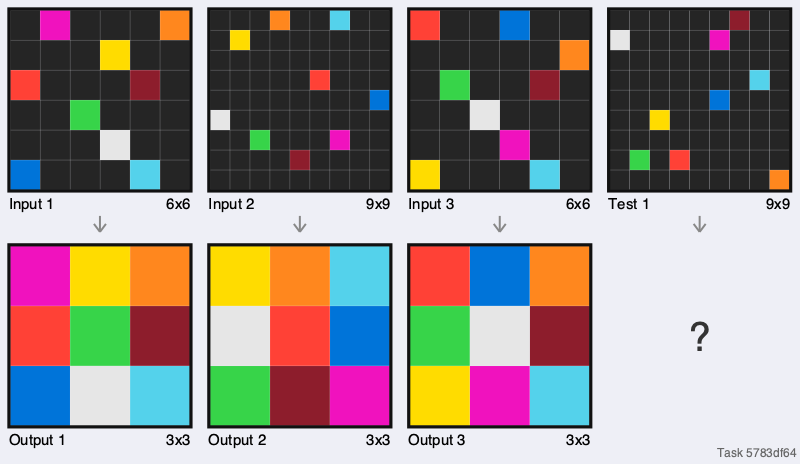 Input 1 6x6
Input 2 9x9
Input 3 6x6
Test 1 9x9
?
Output 1 3x3
Output 2 3x3
Output 3 3x3
Task 5783df64